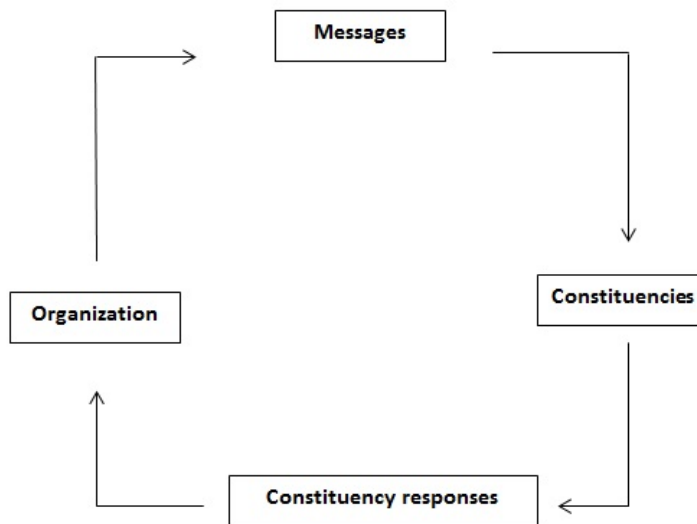 Messages
Organization
Constituencies
Constituency responses